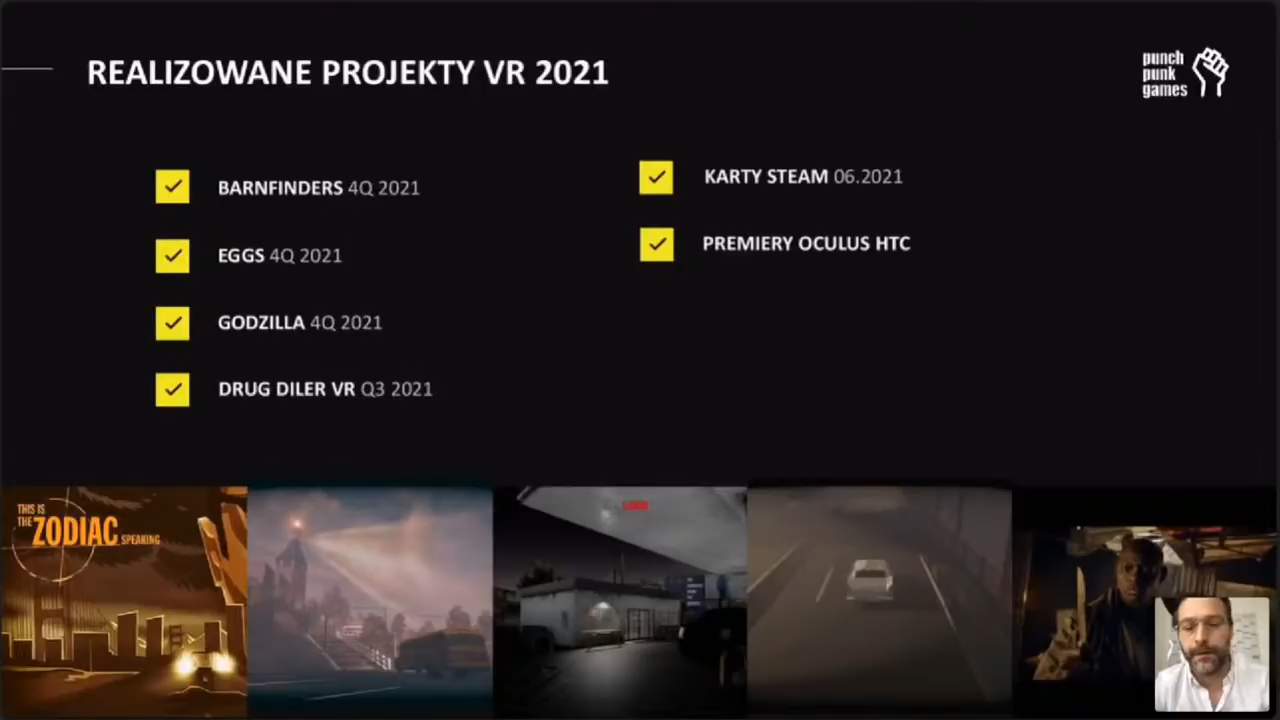 REALIZOWANE PROJEKTY VR 2021
punch
punk
games
BARNFINDERS 4Q 2021
EGGS 4Q 2021
GODZILLA 4Q 2021
DRUG DILER VR Q3 2021
KARTY STEAM 06.2021
PREMIERY OCULUS HTC
THIS IS
THE ZODIAC SPEAKING